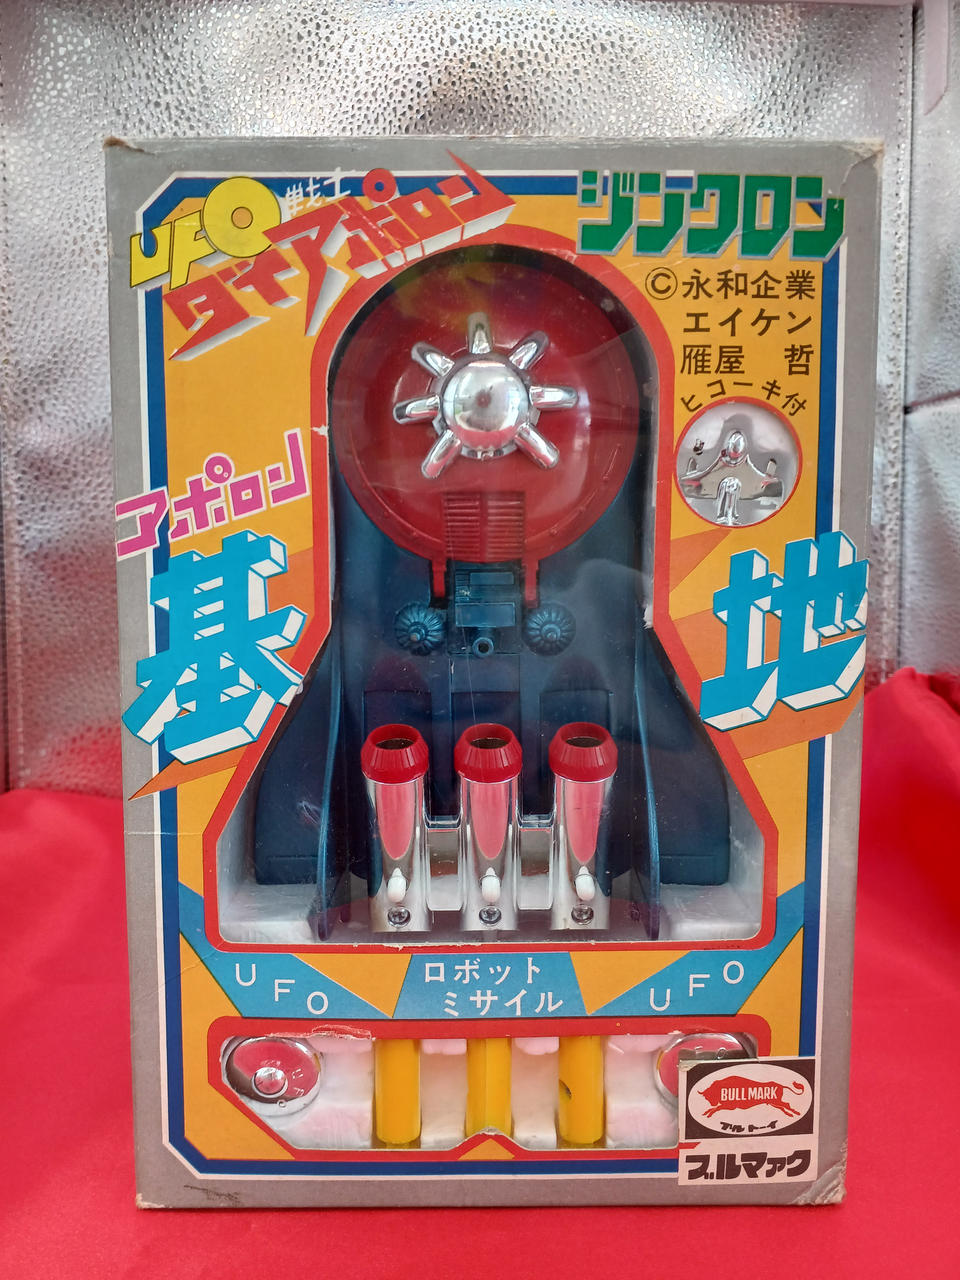 UFO戦士
ダイアポロン
ジンクロン
©永和企業
エイケン
雁屋 哲
ヒコーキ付
アポロン
基地
UFO
ロボット
ミサイル
UFO
UFO
BULLMARK
ブルトーイ
ブルマァク